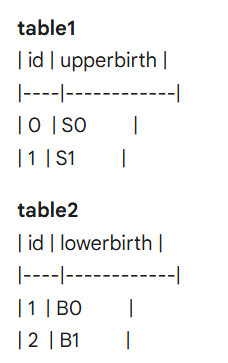 table1
| id | upperbirth |
|----|------------|
| 0 | S0 |
| 1 | S1 |
table2
| id | lowerbirth |
|----|------------|
| 1 | B0 |
| 2 | B1 |